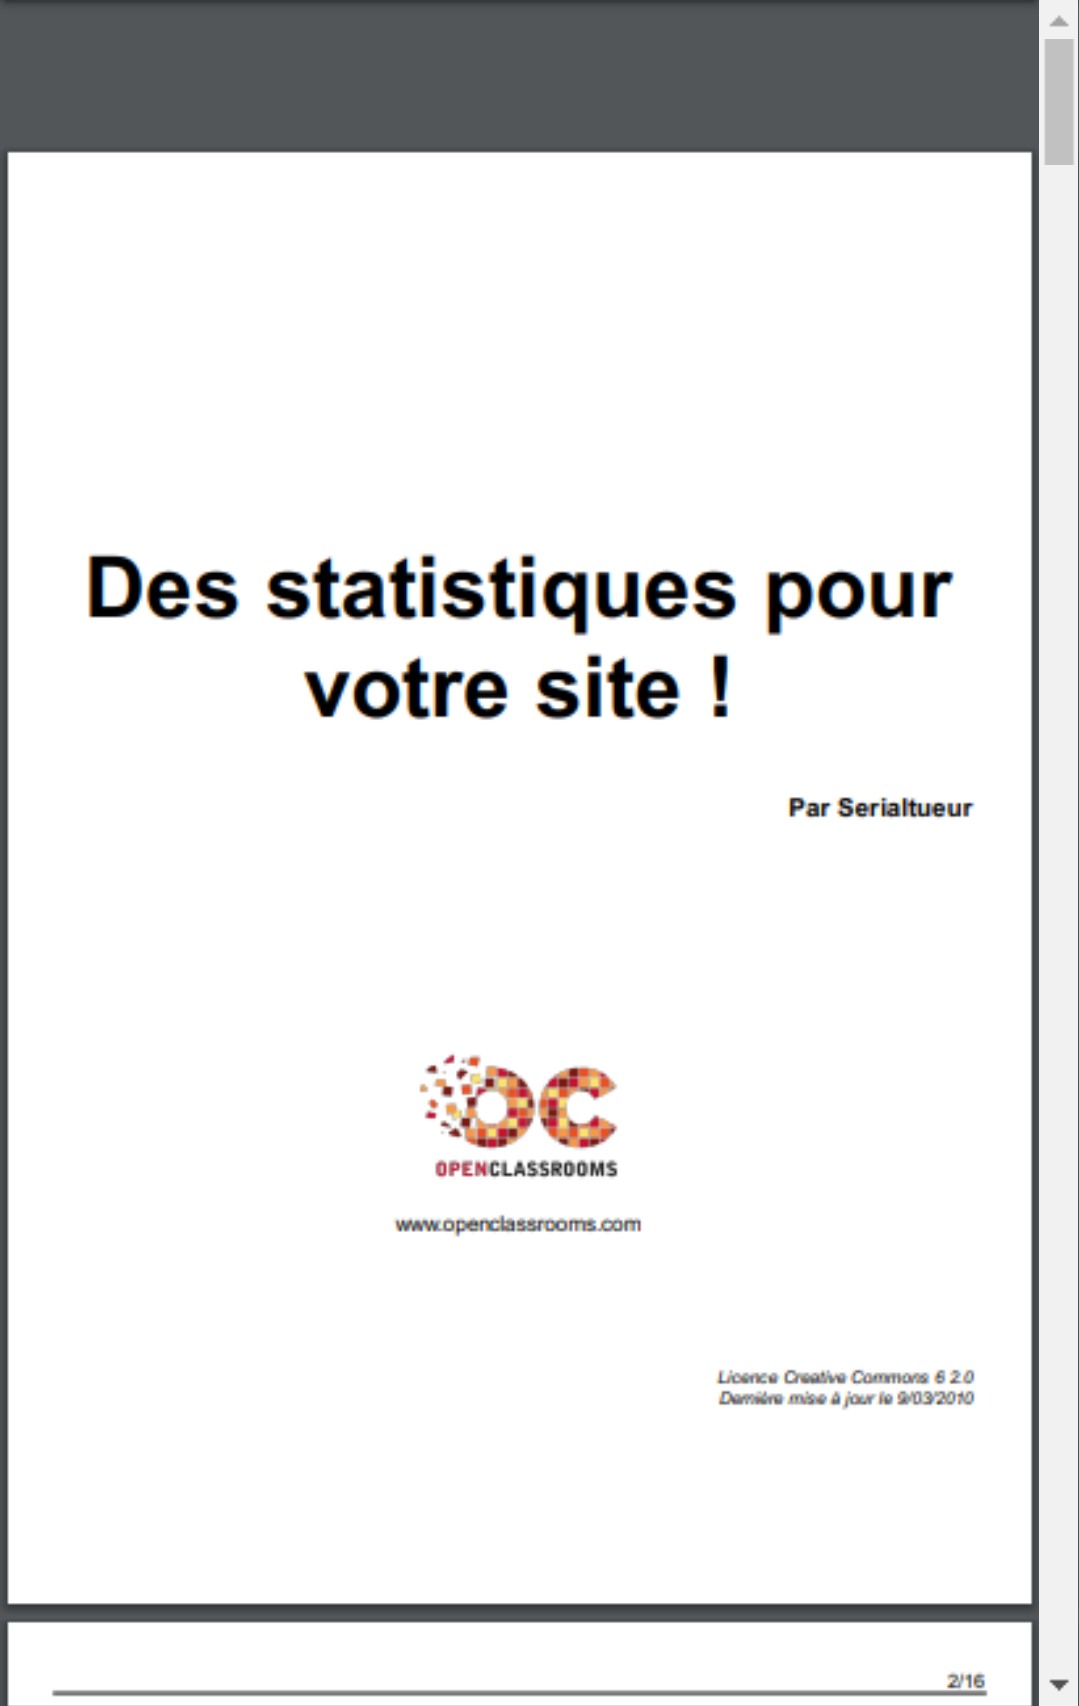 Des statistiques pour
votre site !
Par Serialtueur
OC
OPENCLASSROOMS
www.openclassrooms.com
Licence Creative Commons 6 2.0
Dernière mise à jour le 9/03/2010
2/16